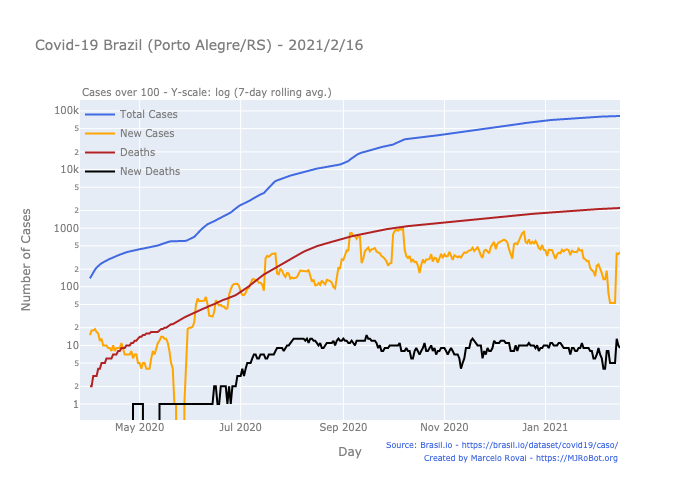 Covid-19 Brazil (Porto Alegre/RS) - 2021/2/16
Cases over 100 - Y-scale: log (7-day rolling avg.)
Total Cases
New Cases
Deaths
New Deaths
100k
5
2
10k
5
2
1000
5
2
100
5
2
10
5
2
1
Number of Cases
May 2020
Jul 2020
Sep 2020
Nov 2020
Jan 2021
Day
Source: Brasil.io - https://brasil.io/dataset/covid19/caso/
Created by Marcelo Rovai - https://MJRoBot.org